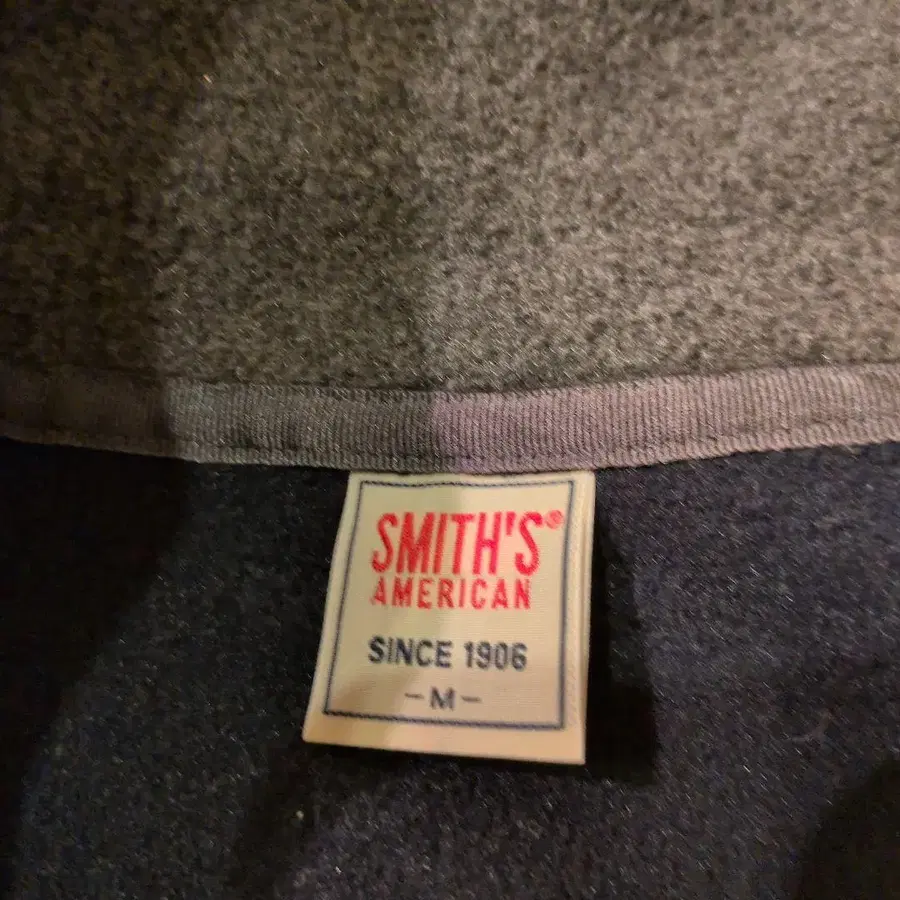 SMITH'S®
AMERICAN
SINCE 1906
-M-